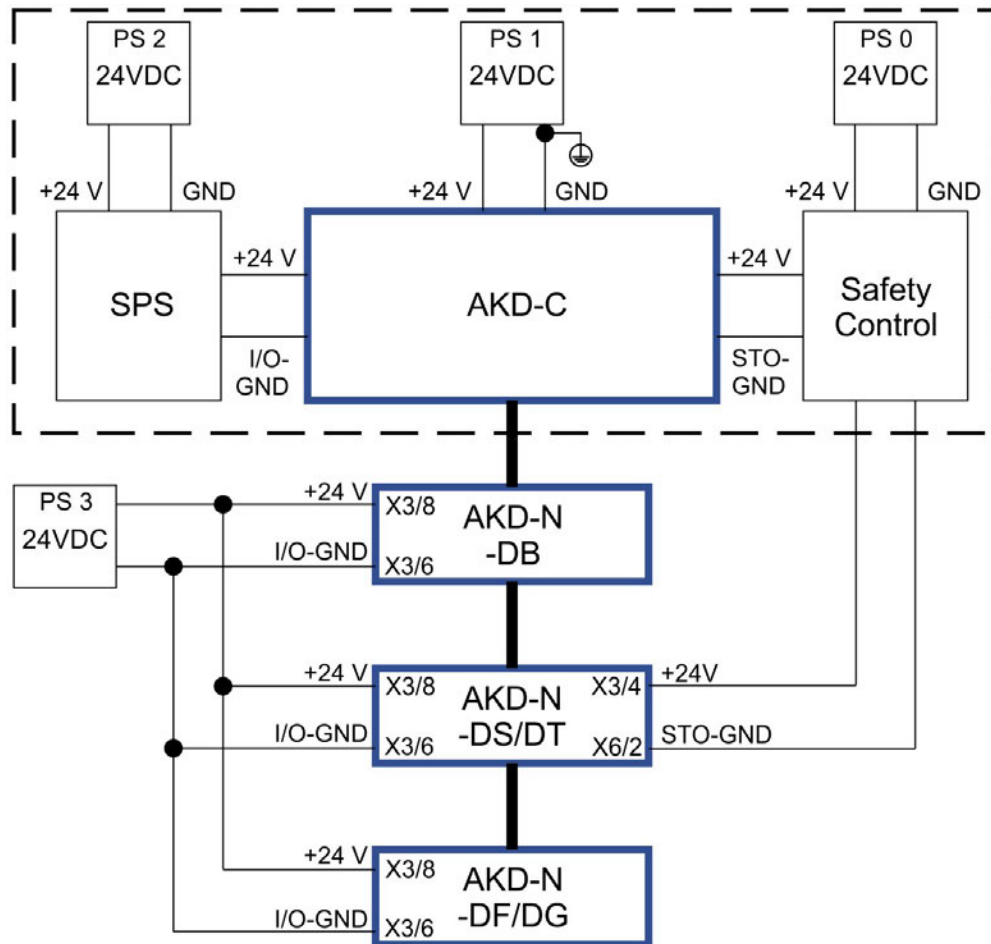 PS 2
24VDC
PS 1
24VDC
PS 0
24VDC
+24 V
GND
+24 V
GND
+24 V
GND
SPS
+24 V
I/O-
GND
AKD-C
+24 V
STO-
GND
Safety
Control
PS 3
24VDC
+24 V
X3/8
I/O-GND
X3/6
AKD-N
-DB
+24 V
X3/8
I/O-GND
X3/6
AKD-N
-DS/DT
X3/4
+24V
X6/2
STO-GND
+24 V
X3/8
I/O-GND
X3/6
AKD-N
-DF/DG